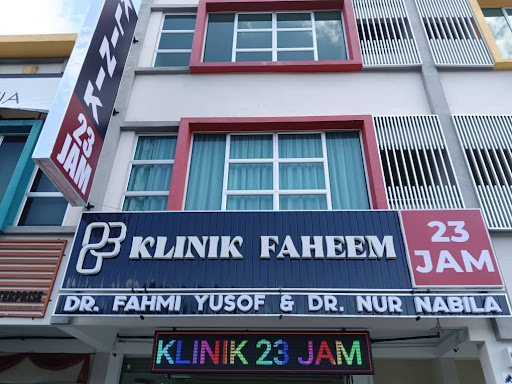 KLINIK
23
JAM
KLINIK FAHEEM
23
JAM
DR. FAHMI YUSOF & DR. NUR NABILA
KLINIK 23 JAM